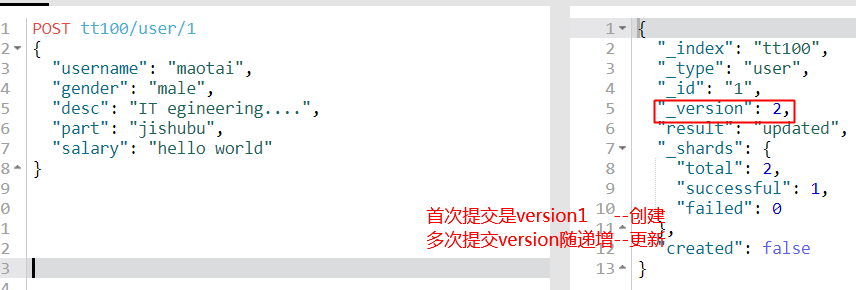 1 POST tt100/user/1
2 {
3 "username": "maotai",
4 "gender": "male",
5 "desc": "IT egineering....",
6 "part": "jishubu",
7 "salary": "hello world"
8 }
9
0
1
2
3
1 {
2 "_index": "tt100",
3 "_type": "user",
4 "_id": "1",
5 "_version": 2,
6 "result": "updated",
7 "_shards": {
8 "total": 2,
9 "successful": 1,
10 "failed": 0
11 },
12 "created": false
13 }
首次提交是version1 --创建
多次提交version随递增--更新